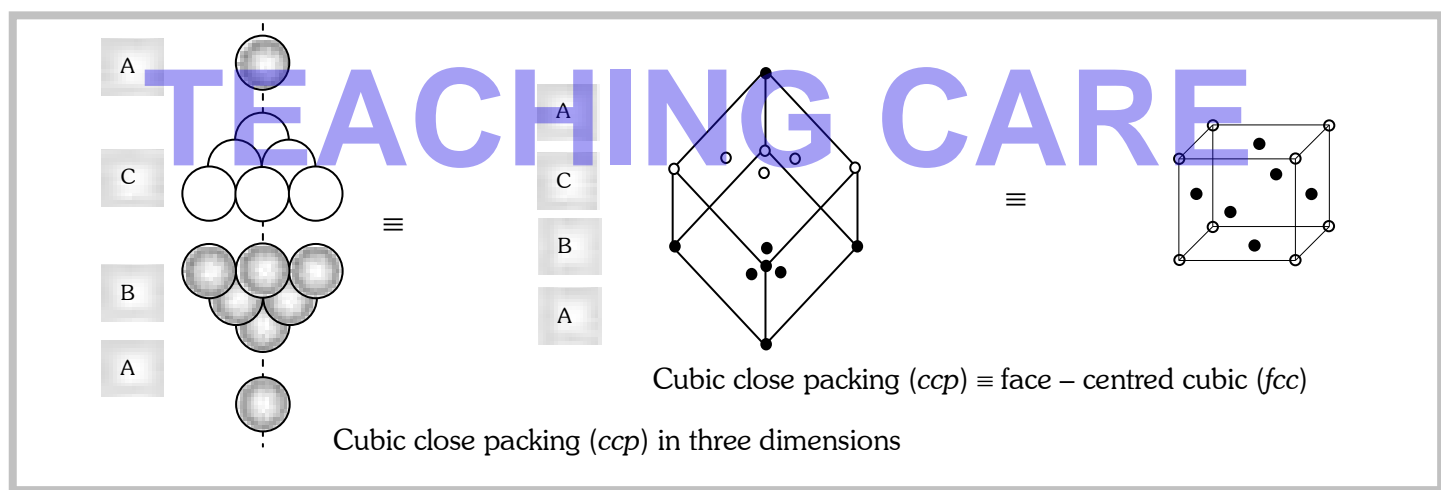 TEACHING CARE
A
C
B
A
≡
A
C
B
A
≡
Cubic close packing (ccp) ≡ face – centred cubic (fcc)
Cubic close packing (ccp) in three dimensions